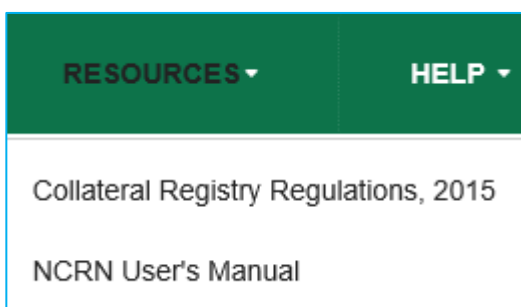 RESOURCES HELP
Collateral Registry Regulations, 2015
NCRN User's Manual